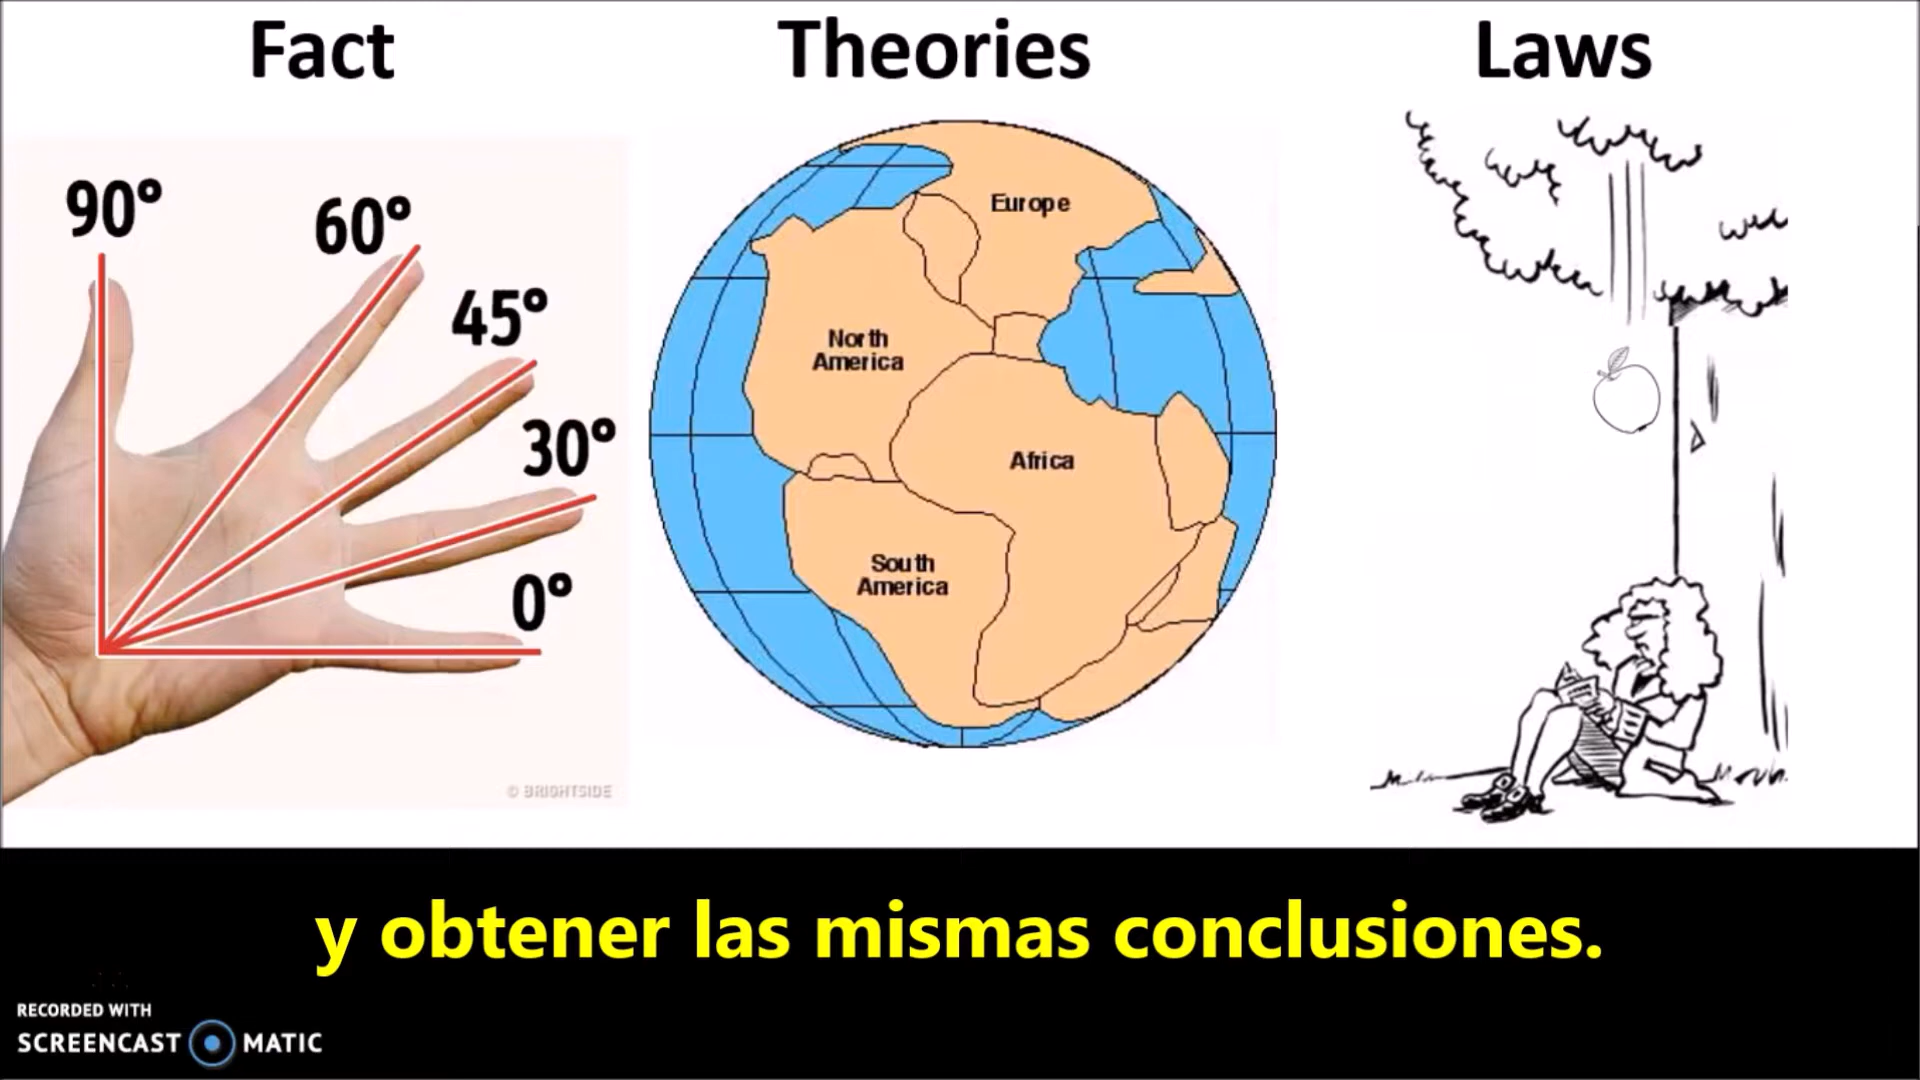 Fact
Theories
Laws
90°
60°
45°
30°
0°
© BRIGHTSIDE
Europe
North
America
Africa
South
America
y obtener las mismas conclusiones.
RECORDED WITH
SCREENCAST MATIC